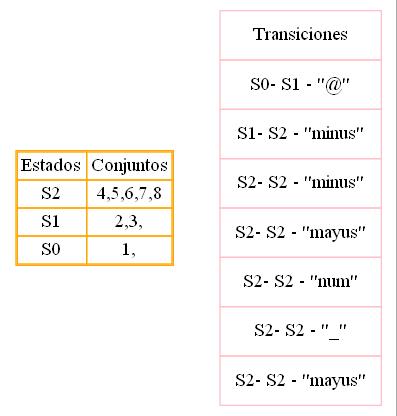 Estados Conjuntos
S2 4,5,6,7,8
S1 2,3,
S0 1,
Transiciones
S0- S1 - "@"
S1- S2 - "minus"
S2- S2 - "minus"
S2- S2 - "mayus"
S2- S2 - "num"
S2- S2 - "_"
S2- S2 - "mayus"